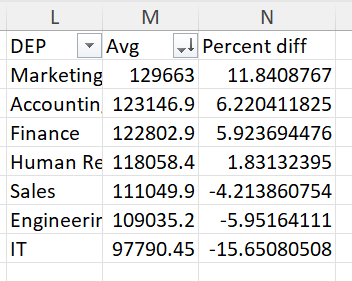 L M N
DEP Avg Percent diff
Marketing 129663 11.8408767
Accountin 123146.9 6.220411825
Finance 122802.9 5.923694476
Human Re 118058.4 1.83132395
Sales 111049.9 -4.213860754
Engineerin 109035.2 -5.95164111
IT 97790.45 -15.65080508